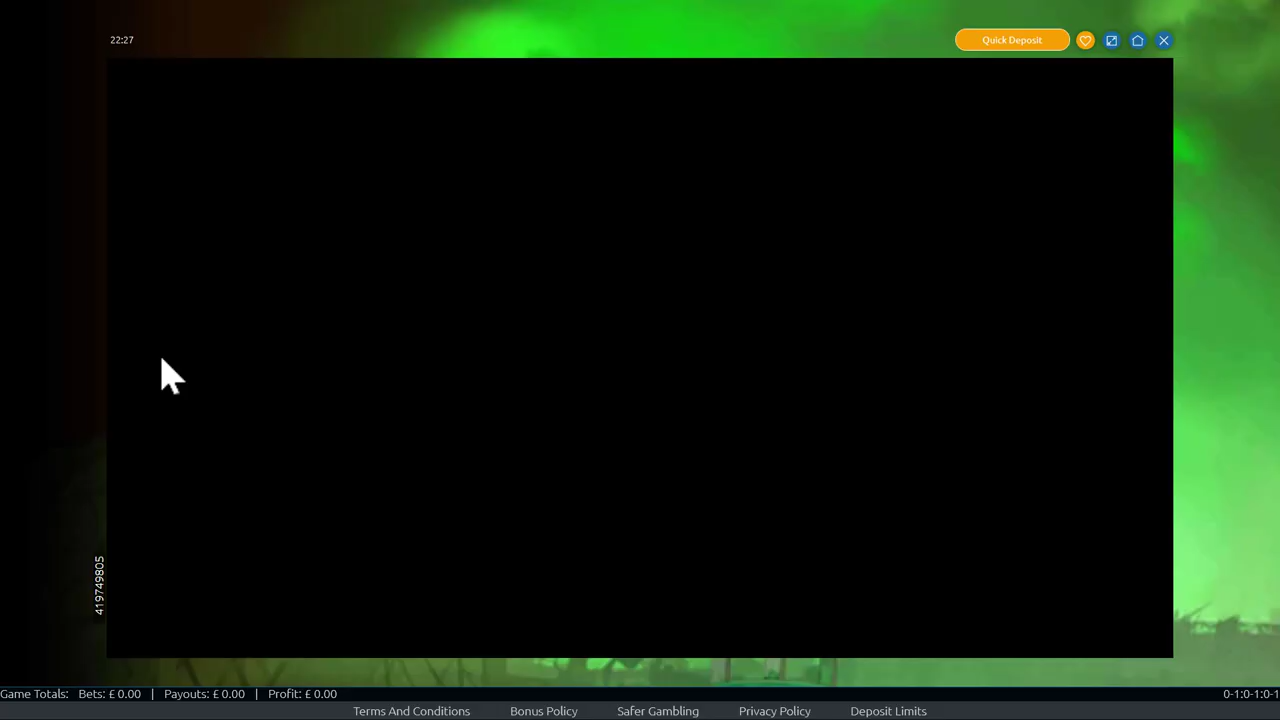 22:27
Quick Deposit
419749805
Game Totals: Bets: £ 0.00 | Payouts: £ 0.00 | Profit: £ 0.00
0-1:0-1:0-1
Terms And Conditions Bonus Policy Safer Gambling Privacy Policy Deposit Limits